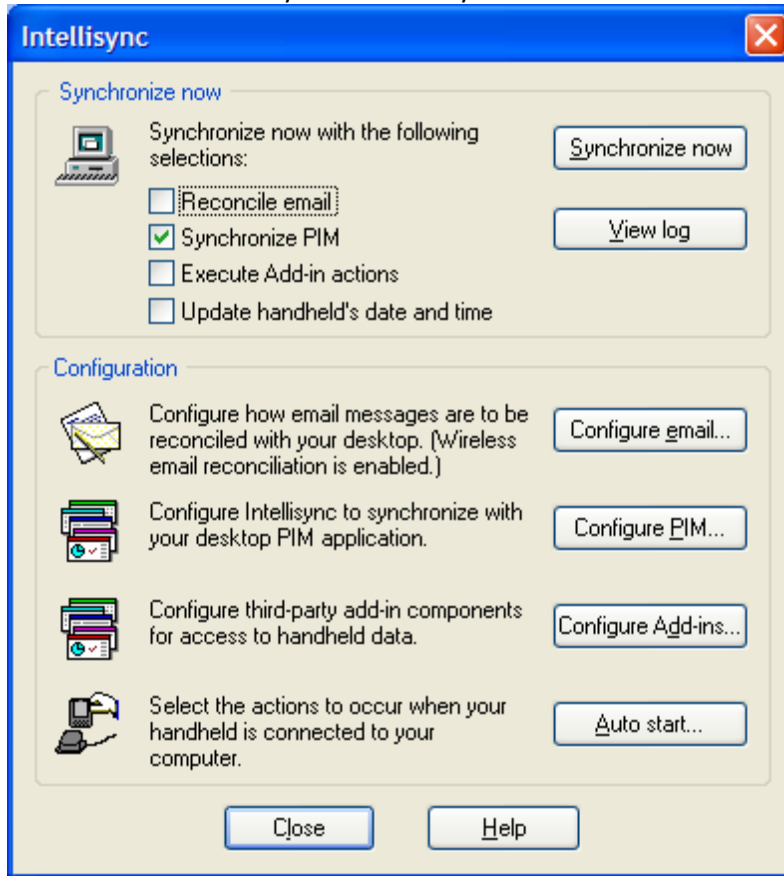 Intellisync
Synchronize now
Synchronize now with the following
selections:
Synchronize now
Reconcile email
Synchronize PIM
View log
Execute Add-in actions
Update handheld's date and time
Configuration
Configure how email messages are to be
reconciled with your desktop. (Wireless
email reconciliation is enabled.)
Configure email...
Configure Intellisync to synchronize with
your desktop PIM application.
Configure PIM...
Configure third-party add-in components
for access to handheld data.
Configure Add-ins...
Select the actions to occur when your
handheld is connected to your
computer.
Auto start...
Close
Help